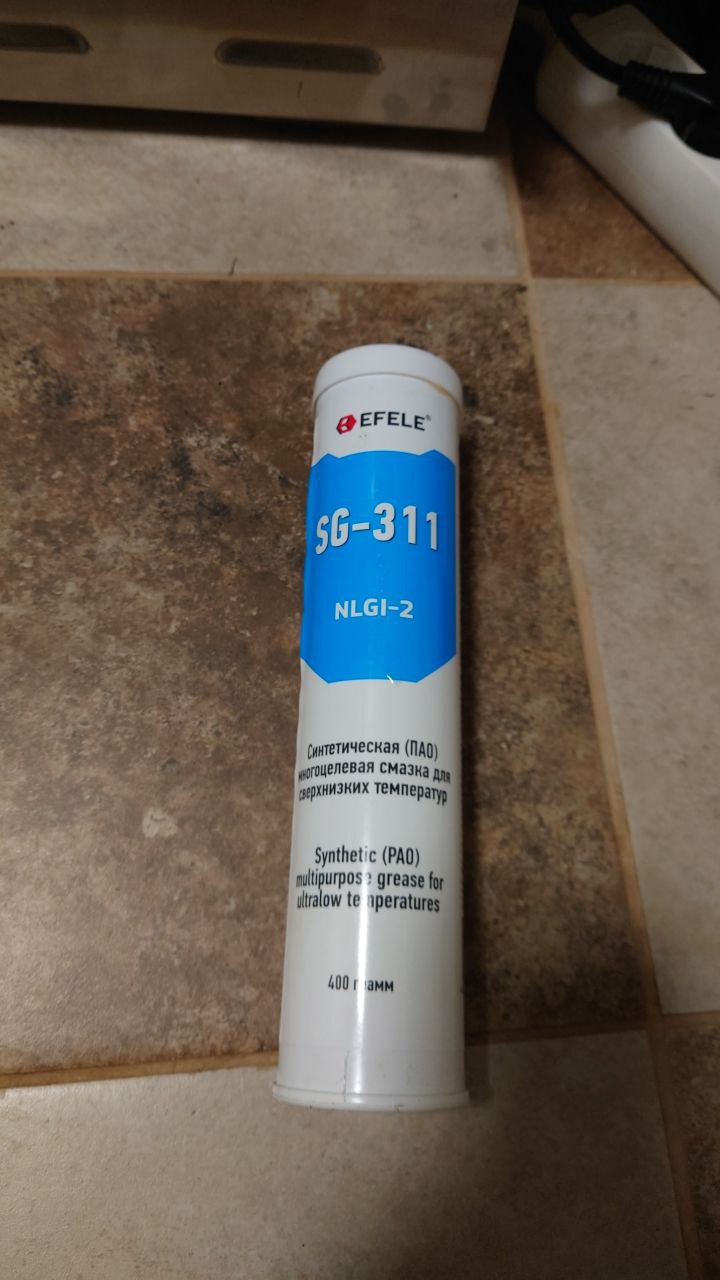 EFELE®
SG-311
NLGI-2
Синтетическая (ПАО)
многоцелевая смазка для
сверхнизких температур
Synthetic (PAO)
multipurpose grease for
ultralow temperatures
400 грамм